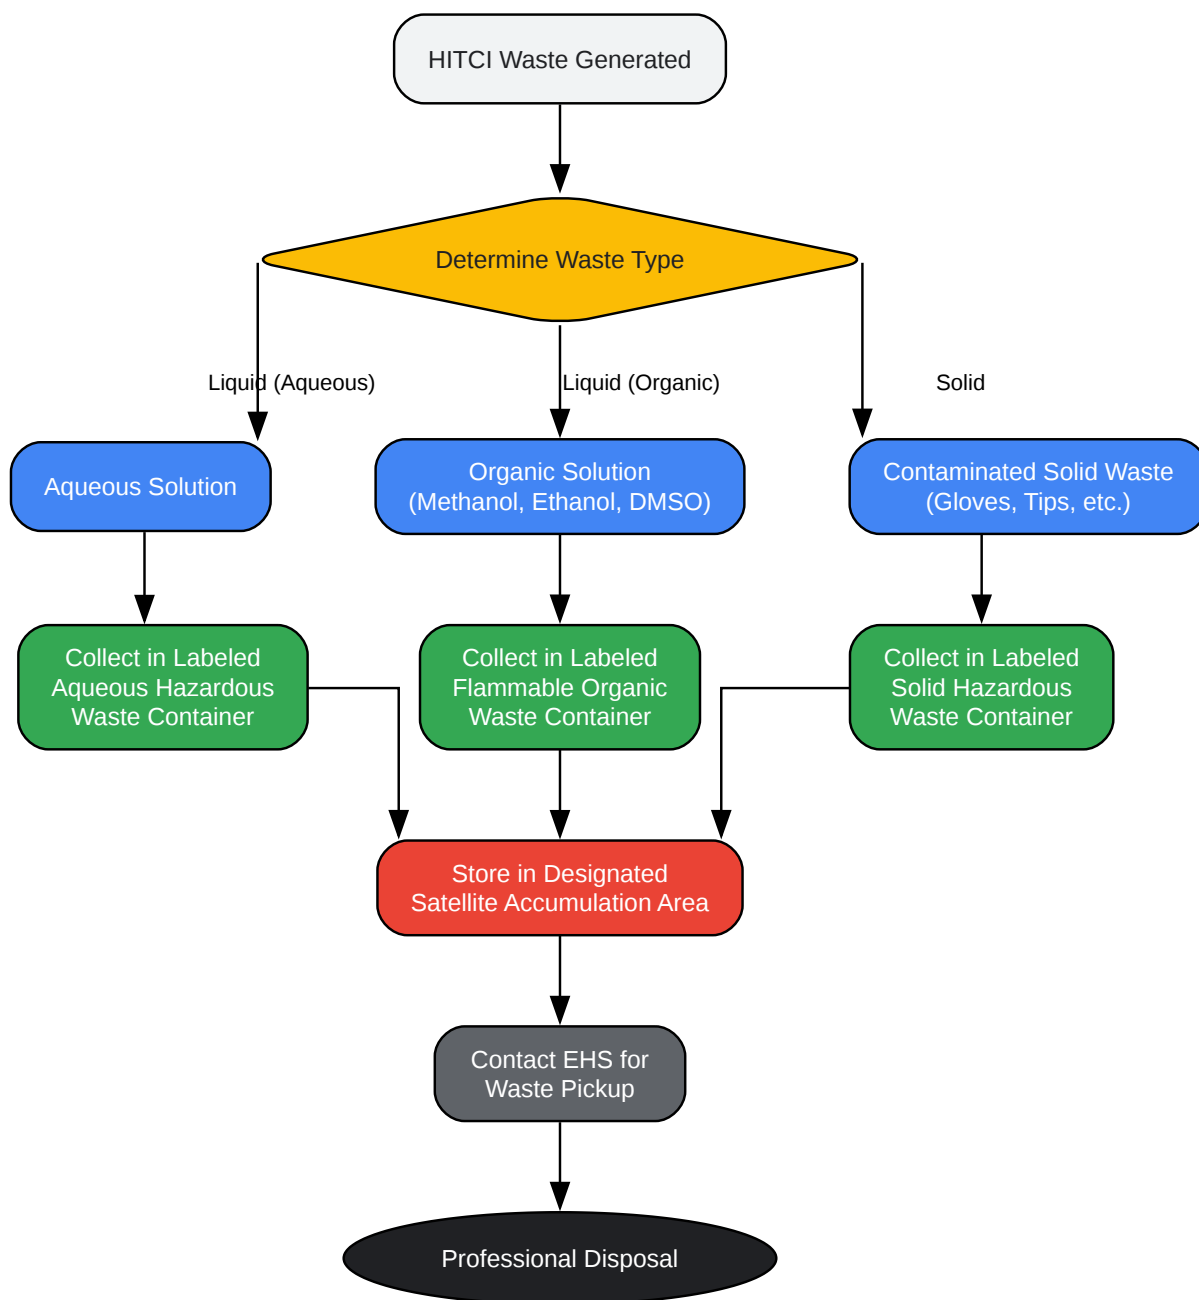 HITCI Waste Generated
Determine Waste Type
Liquid (Aqueous)
Liquid (Organic)
Solid
Aqueous Solution
Organic Solution
(Methanol, Ethanol, DMSO)
Contaminated Solid Waste
(Gloves, Tips, etc.)
Collect in Labeled
Aqueous Hazardous
Waste Container
Collect in Labeled
Flammable Organic
Waste Container
Collect in Labeled
Solid Hazardous
Waste Container
Store in Designated
Satellite Accumulation Area
Contact EHS for
Waste Pickup
Professional Disposal